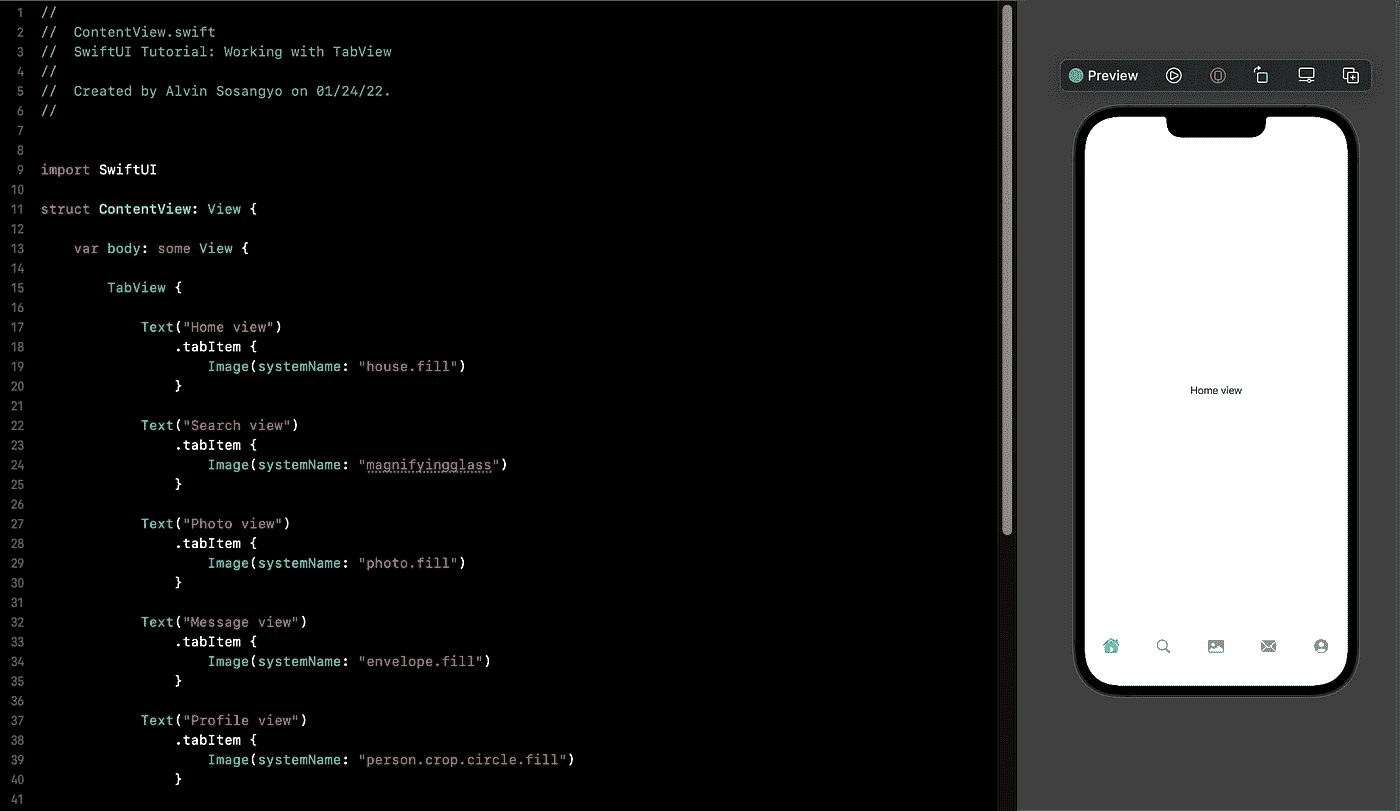 1 //
2 //  ContentView.swift
3 //  SwiftUI Tutorial: Working with TabView
4 //
5 //  Created by Alvin Sosangyo on 01/24/22.
6 //
7
8
9 import SwiftUI
10
11 struct ContentView: View {
12
13     var body: some View {
14
15         TabView {
16
17             Text("Home view")
18                 .tabItem {
19                     Image(systemName: "house.fill")
20                 }
21
22             Text("Search view")
23                 .tabItem {
24                     Image(systemName: "magnifyingglass")
25                 }
26
27             Text("Photo view")
28                 .tabItem {
29                     Image(systemName: "photo.fill")
30                 }
31
32             Text("Message view")
33                 .tabItem {
34                     Image(systemName: "envelope.fill")
35                 }
36
37             Text("Profile view")
38                 .tabItem {
39                     Image(systemName: "person.crop.circle.fill")
40                 }
41
Preview
Home view